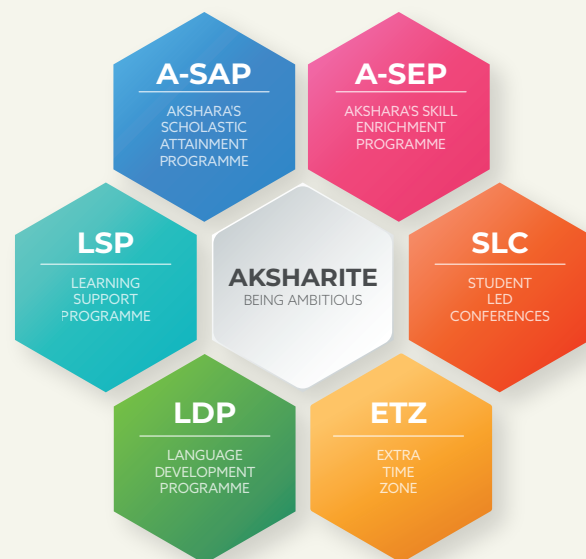 A-SAP
AKSHARA'S
SCHOLASTIC
ATTAINMENT
PROGRAMME
A-SEP
AKSHARA'S SKILL
ENRICHMENT
PROGRAMME
LSP
LEARNING
SUPPORT
PROGRAMME
AKSHARITE
BEING AMBITIOUS
SLC
STUDENT
LED
CONFERENCES
LDP
LANGUAGE
DEVELOPMENT
PROGRAMME
ETZ
EXTRA
TIME
ZONE